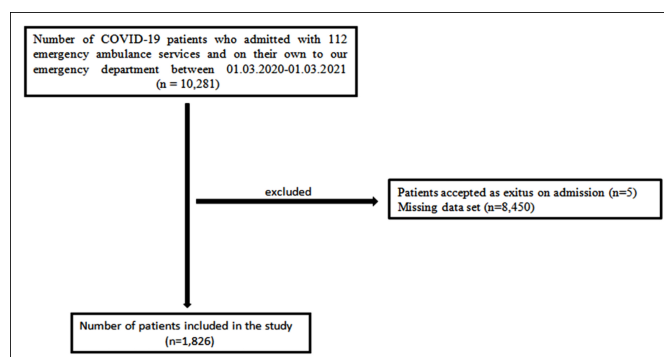 Number of COVID-19 patients who admitted with 112
emergency ambulance services and on their own to our
emergency department between 01.03.2020-01.03.2021
(n = 10,281)
excluded
Patients accepted as exitus on admission (n=5)
Missing data set (n=8,450)
Number of patients included in the study
(n=1,826)